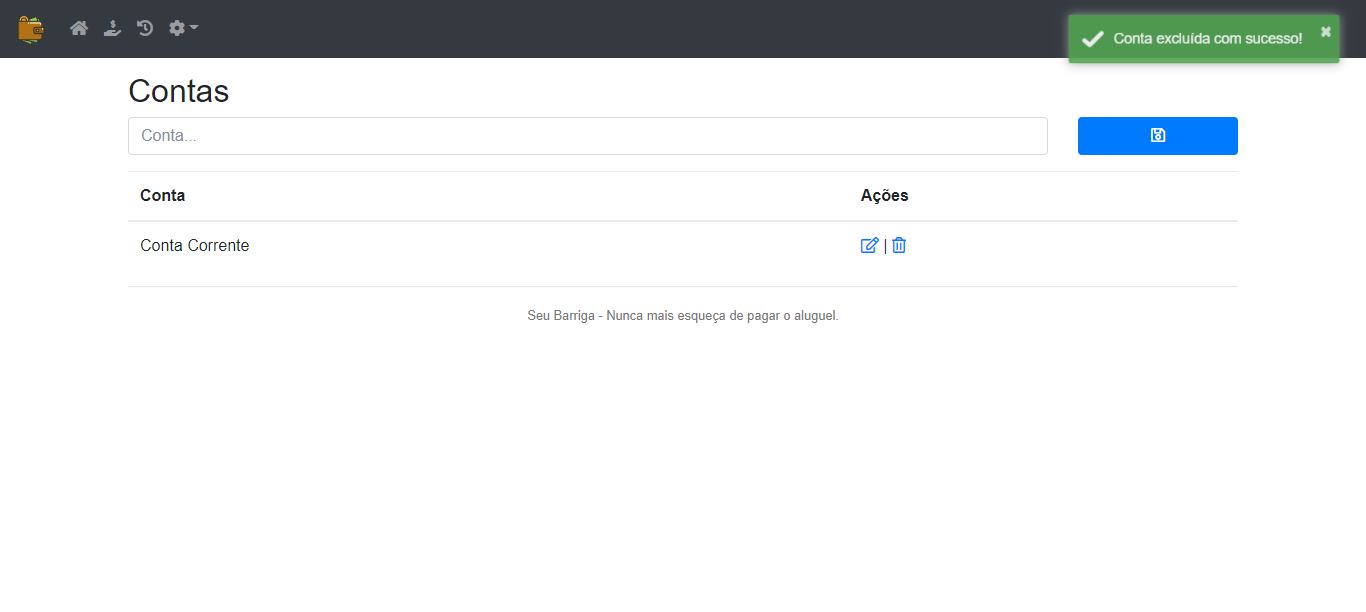 Conta excluída com sucesso!
Contas
Conta...
Conta Ações
Conta Corrente |
Seu Barriga - Nunca mais esqueça de pagar o aluguel.